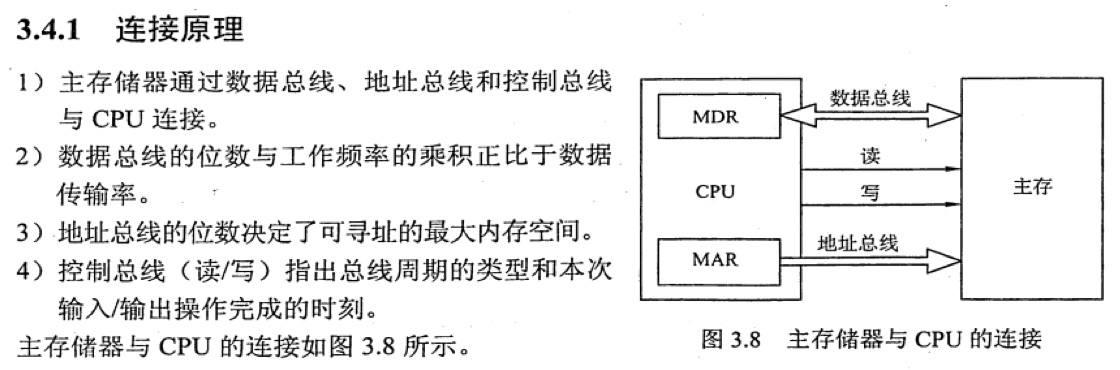 3.4.1 连接原理
1）主存储器通过数据总线、地址总线和控制总线
与 CPU 连接。
2）数据总线的位数与工作频率的乘积正比于数据
传输率。
3）地址总线的位数决定了可寻址的最大内存空间。
4）控制总线（读/写）指出总线周期的类型和本次
输入/输出操作完成的时刻。
主存储器与 CPU 的连接如图 3.8 所示。
MDR
数据总线
读
CPU
写
主存
地址总线
MAR
图 3.8 主存储器与 CPU 的连接